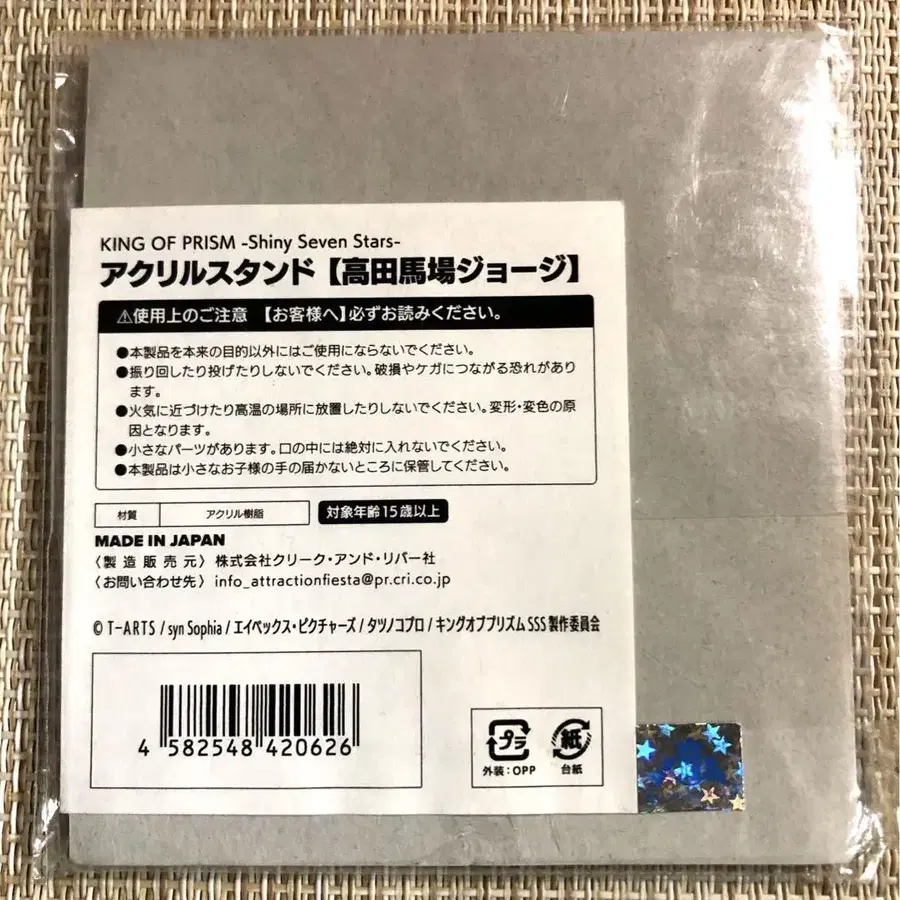 KING OF PRISM -Shiny Seven Stars-
アクリルスタンド【高田馬場ジョージ】
⚠使用上のご注意 【お客様へ】必ずお読みください。
●本製品を本来の目的以外にはご使用にならないでください。
●振り回したり投げたりしないでください。破損やケガにつながる恐れがあり
ます。
●火気に近づけたり高温の場所に放置したりしないでください。変形・変色の原
因となります。
●小さなパーツがあります。口の中には絶対に入れないでください。
●本製品は小さなお子様の手の届かないところに保管してください。
材質 アクリル樹脂 対象年齢15歳以上
MADE IN JAPAN
〈製造販売元〉株式会社クリーク・アンド・リバー社
〈お問い合わせ先〉info_attractionfiesta@pr.cri.co.jp
© T-ARTS / syn Sophia / エイベックス・ピクチャーズ / タツノコプロ / キングオブプリズムSSS製作委員会
4 582548 420626
プラ 紙
外装:OPP 台紙